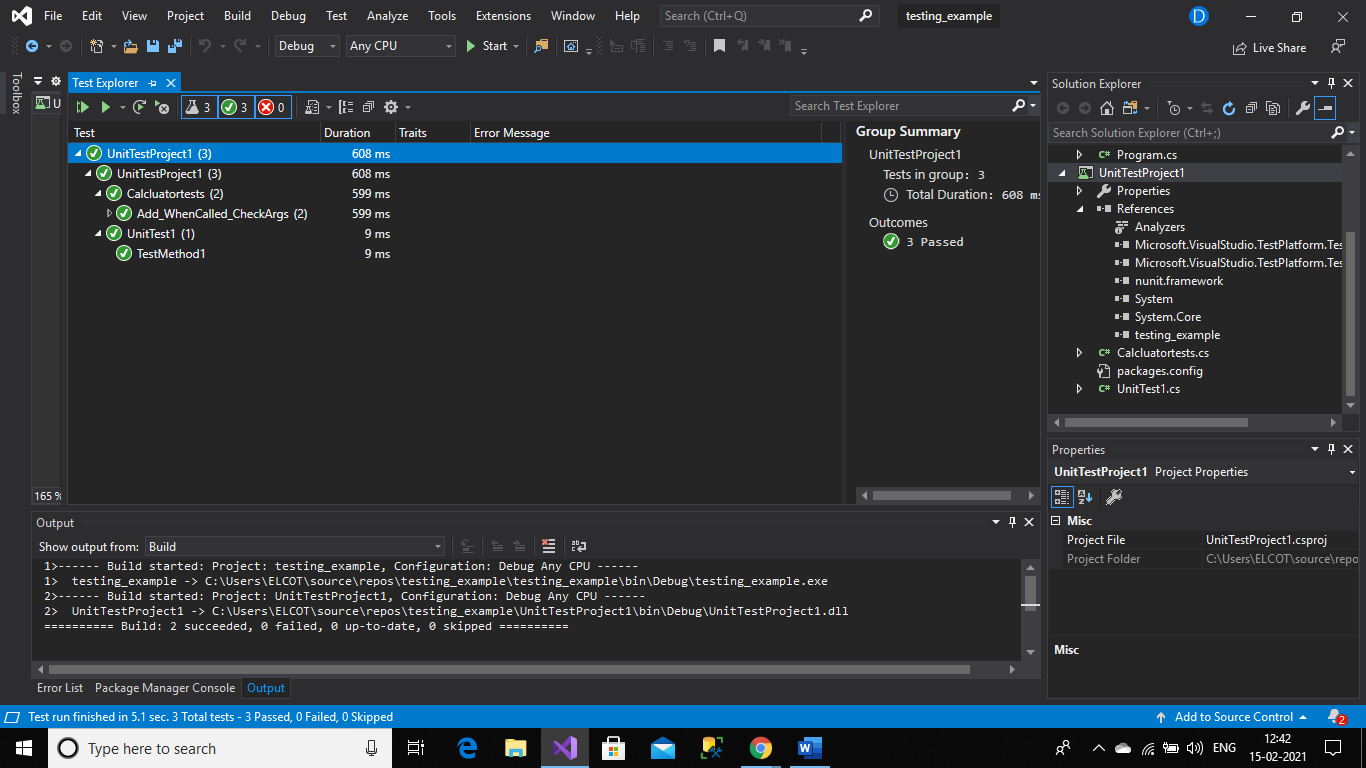 File Edit View Project Build Debug Test Analyze Tools Extensions Window Help Search (Ctrl+Q) testing_example D
Debug Any CPU Start Live Share
Toolbox
U
165 %
Test Explorer
3 3 0 Search Test Explorer
Test Duration Traits Error Message
UnitTestProject1 (3) 608 ms
UnitTestProject1 (3) 608 ms
Calcluatortests (2) 599 ms
Add_WhenCalled_CheckArgs (2) 599 ms
UnitTest1 (1) 9 ms
TestMethod1 9 ms
Group Summary
UnitTestProject1
Tests in group: 3
Total Duration: 608 ms
Outcomes
3 Passed
Solution Explorer
Search Solution Explorer (Ctrl+;)
C# Program.cs
UnitTestProject1
Properties
References
Analyzers
Microsoft.VisualStudio.TestPlatform.Tes
Microsoft.VisualStudio.TestPlatform.Tes
nunit.framework
System
System.Core
testing_example
C# Calcluatortests.cs
packages.config
C# UnitTest1.cs
Properties
UnitTestProject1 Project Properties
Misc
Project File UnitTestProject1.csproj
Project Folder C:\Users\ELCOT\source\repo
Misc
Output
Show output from: Build
1>------ Build started: Project: testing_example, Configuration: Debug Any CPU ------
1>  testing_example -> C:\Users\ELCOT\source\repos\testing_example\testing_example\bin\Debug\testing_example.exe
2>------ Build started: Project: UnitTestProject1, Configuration: Debug Any CPU ------
2>  UnitTestProject1 -> C:\Users\ELCOT\source\repos\testing_example\UnitTestProject1\bin\Debug\UnitTestProject1.dll
========== Build: 2 succeeded, 0 failed, 0 up-to-date, 0 skipped ==========
Error List Package Manager Console Output
Test run finished in 5.1 sec. 3 Total tests - 3 Passed, 0 Failed, 0 Skipped Add to Source Control 2
Type here to search ENG 12:42
15-02-2021